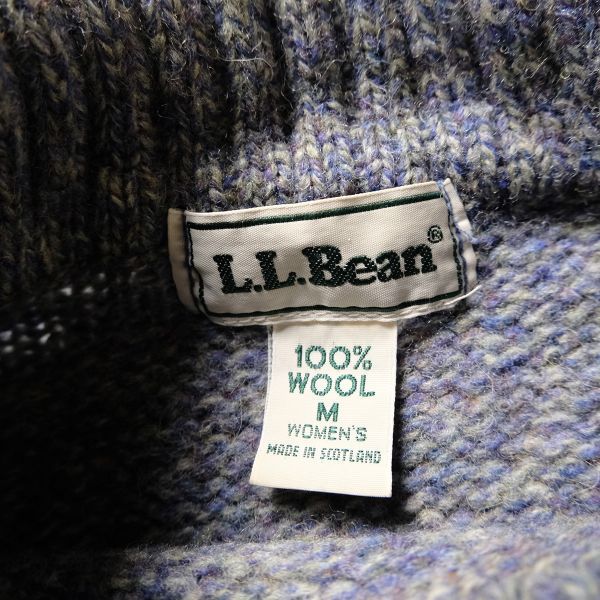 L.L.Bean®
100%
WOOL
M
WOMEN'S
MADE IN SCOTLAND